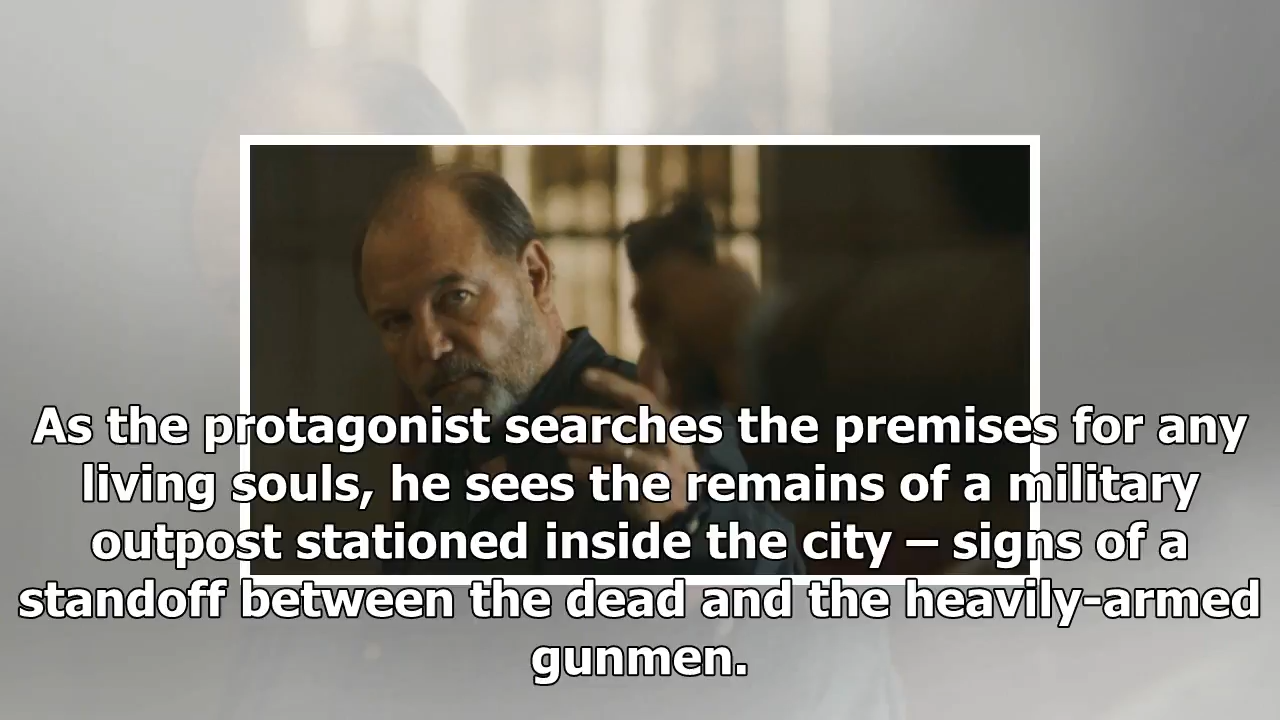 As the protagonist searches the premises for any
living souls, he sees the remains of a military
outpost stationed inside the city – signs of a
standoff between the dead and the heavily-armed
gunmen.